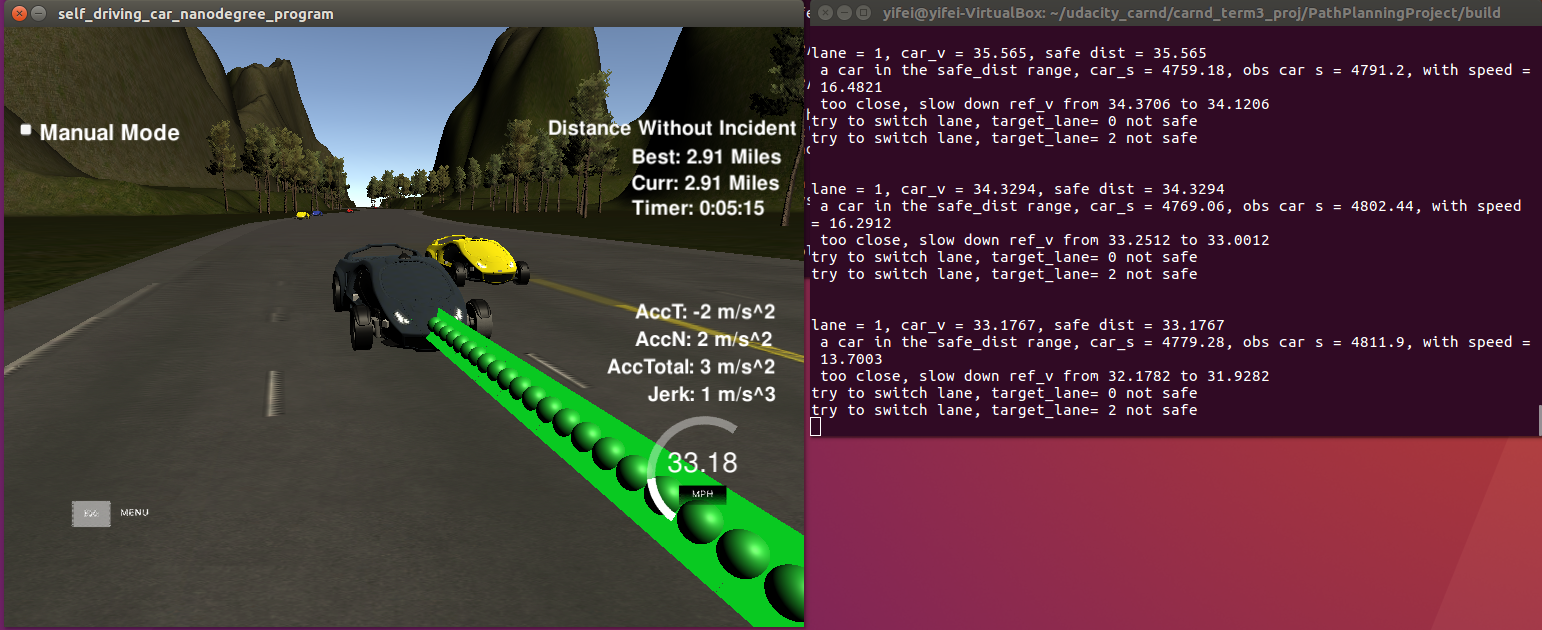 self_driving_car_nanodegree_program
Manual Mode
Distance Without Incident
Best: 2.91 Miles
Curr: 2.91 Miles
Timer: 0:05:15
AccT: -2 m/s^2
AccN: 2 m/s^2
AccTotal: 3 m/s^2
Jerk: 1 m/s^3
33.18
MPH
MENU
yifei@yifei-VirtualBox: ~/udacity_carnd/carnd_term3_proj/PathPlanningProject/build
lane = 1, car_v = 35.565, safe dist = 35.565
a car in the safe_dist range, car_s = 4759.18, obs car s = 4791.2, with speed =
16.4821
too close, slow down ref_v from 34.3706 to 34.1206
try to switch lane, target_lane= 0 not safe
try to switch lane, target_lane= 2 not safe
lane = 1, car_v = 34.3294, safe dist = 34.3294
a car in the safe_dist range, car_s = 4769.06, obs car s = 4802.44, with speed
= 16.2912
too close, slow down ref_v from 33.2512 to 33.0012
try to switch lane, target_lane= 0 not safe
try to switch lane, target_lane= 2 not safe
lane = 1, car_v = 33.1767, safe dist = 33.1767
a car in the safe_dist range, car_s = 4779.28, obs car s = 4811.9, with speed =
13.7003
too close, slow down ref_v from 32.1782 to 31.9282
try to switch lane, target_lane= 0 not safe
try to switch lane, target_lane= 2 not safe